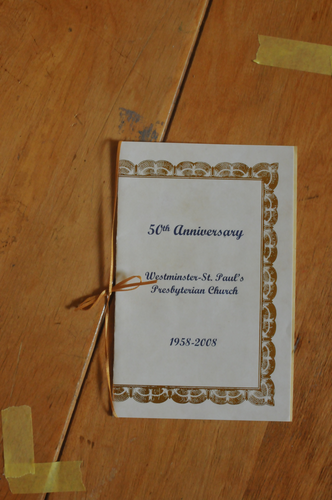 50th Anniversary
Westminster-St. Paul's
Presbyterian Church
1958-2008